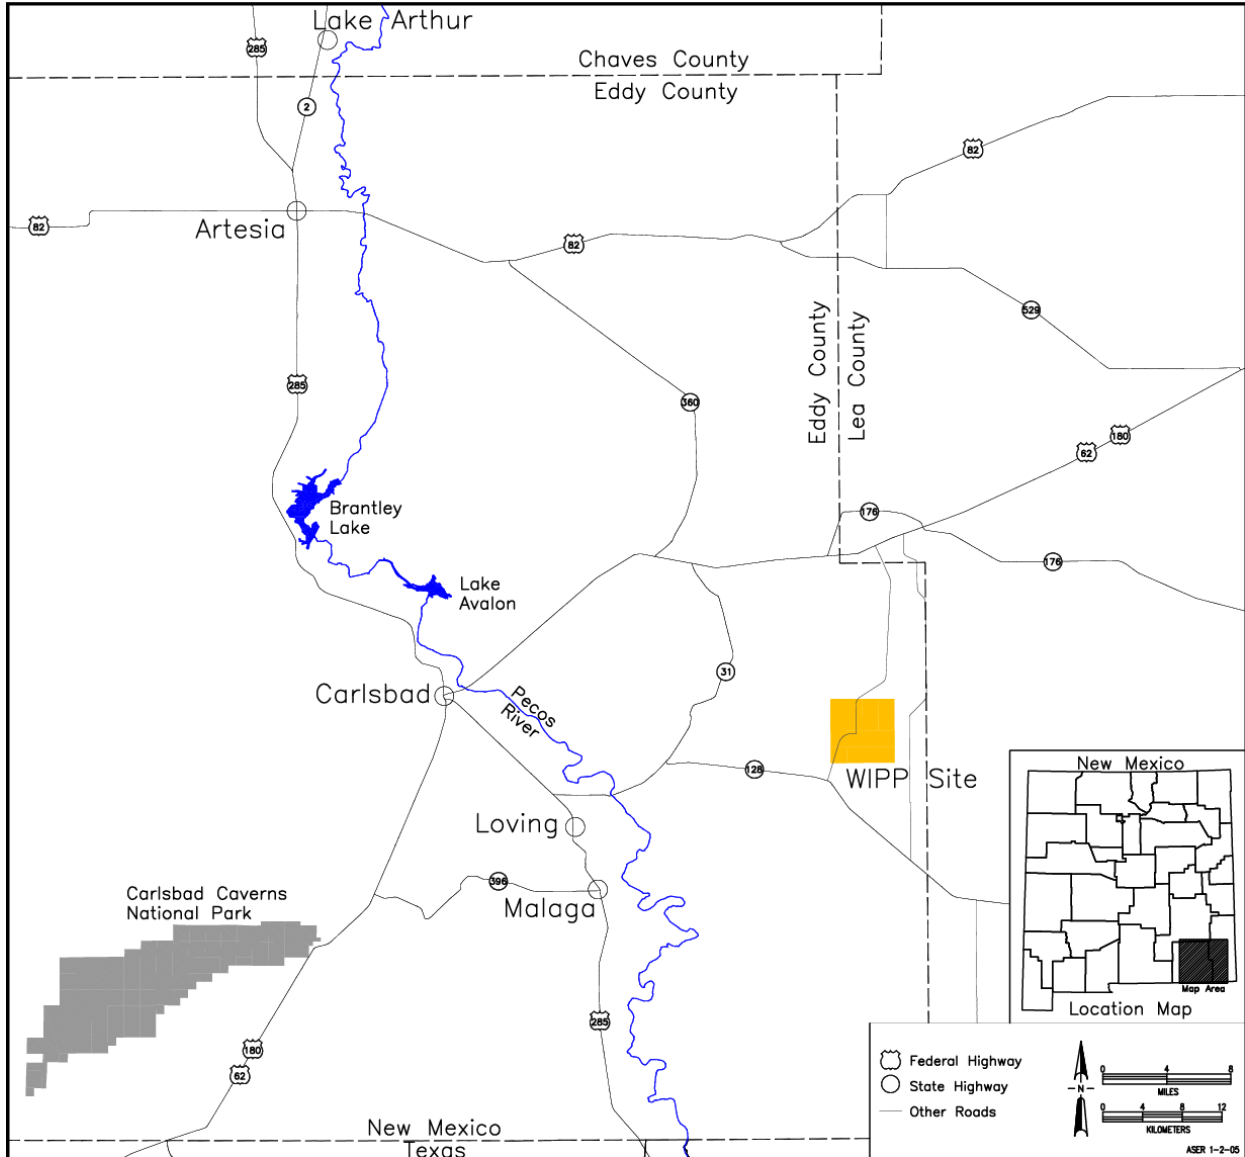 Lake Arthur
285
Chaves County
Eddy County
2
82
82
Artesia
82
529
Eddy County
Lea County
285
360
180
62
Brantley
Lake
176
176
Lake
Avalon
31
Carlsbad
Pecos
River
128
WIPP Site
New Mexico
Loving
396
Malaga
Carlsbad Caverns
National Park
Map Area
Location Map
285
180
62
Federal Highway
State Highway
Other Roads
N
0 4 8
MILES
0 4 8 12
KILOMETERS
New Mexico
Texas
ASER 1-2-05